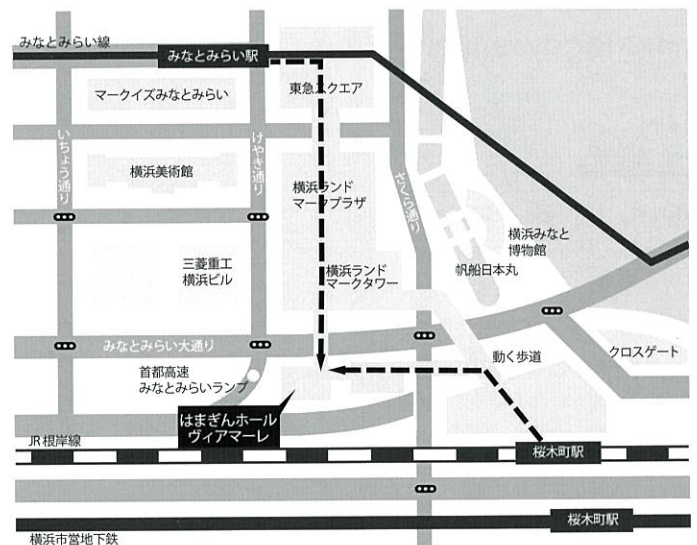 みなとみらい線
みなとみらい駅
東急スクエア
マークイズみなとみらい
いちょう通り
けやき通り
横浜美術館
横浜ランド
マークプラザ
さくら通り
横浜みなと
博物館
帆船日本丸
三菱重工
横浜ビル
横浜ランド
マークタワー
みなとみらい大通り
動く歩道
クロスゲート
首都高速
みなとみらいランプ
はまぎんホール
ヴィアマーレ
JR根岸線
桜木町駅
桜木町駅
横浜市営地下鉄